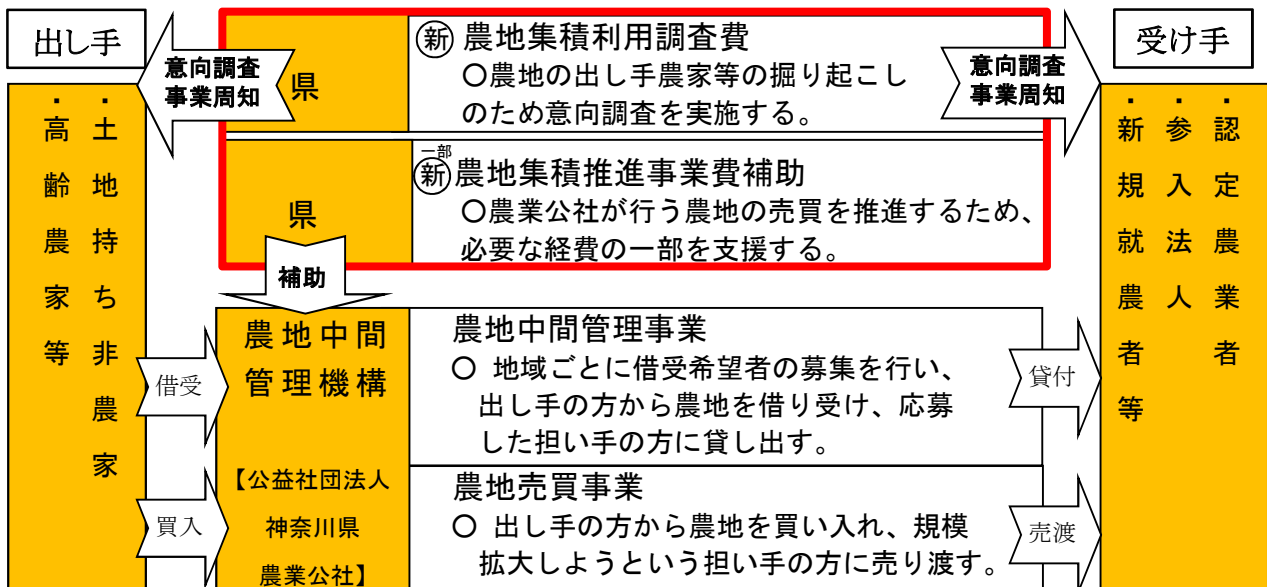 出し手
・土地持ち非農家
・高齢農家等
意向調査
事業周知
県
新 農地集積利用調査費
〇農地の出し手農家等の掘り起こし
のため意向調査を実施する。
意向調査
事業周知
県
一部
新 農地集積推進事業費補助
〇農業公社が行う農地の売買を推進するため、
必要な経費の一部を支援する。
補助
受け手
・認定農業者
・参入法人
・新規就農者等
借受
農地中間
管理機構
【公益社団法人
神奈川県
農業公社】
農地中間管理事業
〇 地域ごとに借受希望者の募集を行い、
出し手の方から農地を借り受け、応募
した担い手の方に貸し出す。
貸付
買入
農地売買事業
〇 出し手の方から農地を買い入れ、規模
拡大しようという担い手の方に売り渡す。
売渡